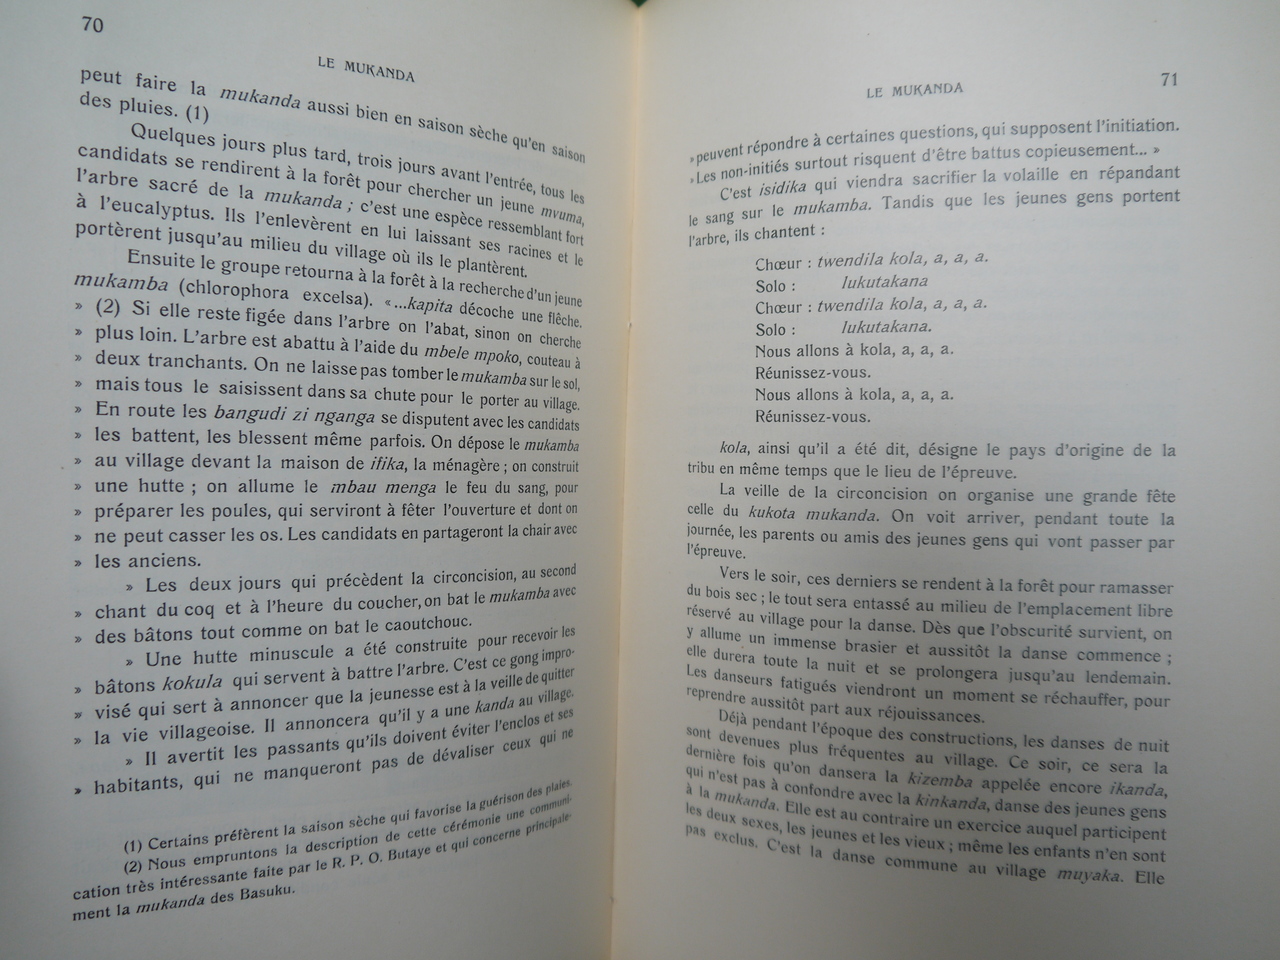 70
LE MUKANDA
peut faire la mukanda aussi bien en saison sèche qu'en saison
des pluies. (1)
Quelques jours plus tard, trois jours avant l'entrée, tous les
candidats se rendirent à la forêt pour chercher un jeune mvuma,
l'arbre sacré de la mukanda ; c'est une espèce ressemblant fort
à l'eucalyptus. Ils l'enlevèrent en lui laissant ses racines et le
portèrent jusqu'au milieu du village où ils le plantèrent.
Ensuite le groupe retourna à la forêt à la recherche d'un jeune
mukamba (chlorophora excelsa). « ...kapita décoche une flêche.
» (2) Si elle reste figée dans l'arbre on l'abat, sinon on cherche
» plus loin. L'arbre est abattu à l'aide du mbele mpoko, couteau à
» deux tranchants. On ne laisse pas tomber le mukamba sur le sol,
» mais tous le saisissent dans sa chute pour le porter au village.
» En route les bangudi zi nganga se disputent avec les candidats
» les battent, les blessent même parfois. On dépose le mukamba
» au village devant la maison de ifika, la ménagère ; on construit
» une hutte ; on allume le mbau menga le feu du sang, pour
» préparer les poules, qui serviront à fêter l'ouverture et dont on
» ne peut casser les os. Les candidats en partageront la chair avec
» les anciens.
» Les deux jours qui précèdent la circoncision, au second
» chant du coq et à l'heure du coucher, on bat le mukamba avec
» des bâtons tout comme on bat le caoutchouc.
» Une hutte minuscule a été construite pour recevoir les
» bâtons kokula qui servent à battre l'arbre. C'est ce gong impro-
» visé qui sert à annoncer que la jeunesse est à la veille de quitter
» la vie villageoise. Il annoncera qu'il y a une kanda au village.
» Il avertit les passants qu'ils doivent éviter l'enclos et ses
» habitants, qui ne manqueront pas de dévaliser ceux qui ne
(1) Certains préfèrent la saison sèche qui favorise la guérison des plaies.
(2) Nous empruntons la description de cette cérémonie une communi-
cation très intéressante faite par le R. P. O. Butaye et qui concerne principale-
ment la mukanda des Basuku.
LE MUKANDA
71
» peuvent répondre à certaines questions, qui supposent l'initiation.
» Les non-initiés surtout risquent d'être battus copieusement... »
C'est isidika qui viendra sacrifier la volaille en répandant
le sang sur le mukamba. Tandis que les jeunes gens portent
l'arbre, ils chantent :
Chœur : twendila kola, a, a, a.
Solo : lukutakana
Chœur : twendila kola, a, a, a.
Solo : lukutakana.
Nous allons à kola, a, a, a.
Réunissez-vous.
Nous allons à kola, a, a, a.
Réunissez-vous.
kola, ainsi qu'il a été dit, désigne le pays d'origine de la
tribu en même temps que le lieu de l'épreuve.
La veille de la circoncision on organise une grande fête
celle du kukota mukanda. On voit arriver, pendant toute la
journée, les parents ou amis des jeunes gens qui vont passer par
l'épreuve.
Vers le soir, ces derniers se rendent à la forêt pour ramasser
du bois sec ; le tout sera entassé au milieu de l'emplacement libre
réservé au village pour la danse. Dès que l'obscurité survient, on
y allume un immense brasier et aussitôt la danse commence ;
elle durera toute la nuit et se prolongera jusqu'au lendemain.
Les danseurs fatigués viendront un moment se réchauffer, pour
reprendre aussitôt part aux réjouissances.
Déjà pendant l'époque des constructions, les danses de nuit
sont devenues plus fréquentes au village. Ce soir, ce sera la
dernière fois qu'on dansera la kizemba appelée encore ikanda,
qui n'est pas à confondre avec la kinkanda, danse des jeunes gens
à la mukanda. Elle est au contraire un exercice auquel participent
les deux sexes, les jeunes et les vieux ; même les enfants n'en sont
pas exclus. C'est la danse commune au village muyaka. Elle